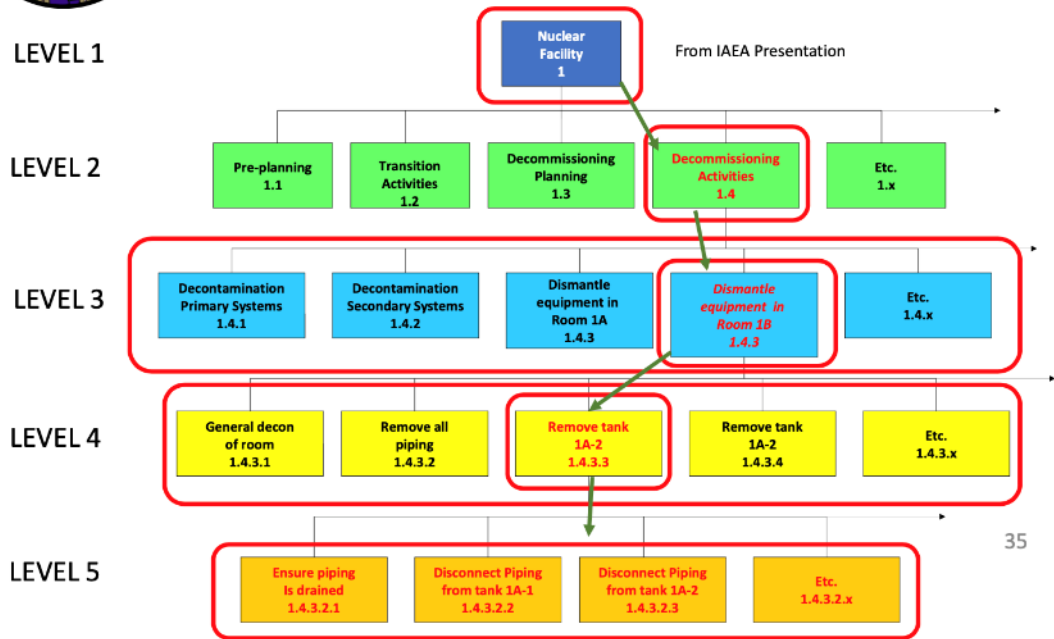 LEVEL 1
Nuclear
Facility
1
From IAEA Presentation
LEVEL 2
Pre-planning
1.1
Transition
Activities
1.2
Decommissioning
Planning
1.3
Decommissioning
Activities
1.4
Etc.
1.x
LEVEL 3
Decontamination
Primary Systems
1.4.1
Decontamination
Secondary Systems
1.4.2
Dismantle
equipment in
Room 1A
1.4.3
Dismantle
equipment in
Room 1B
1.4.3
Etc.
1.4.x
LEVEL 4
General decon
of room
1.4.3.1
Remove all
piping
1.4.3.2
Remove tank
1A-2
1.4.3.3
Remove tank
1A-2
1.4.3.4
Etc.
1.4.3.x
35
LEVEL 5
Ensure piping
Is drained
1.4.3.2.1
Disconnect Piping
from tank 1A-1
1.4.3.2.2
Disconnect Piping
from tank 1A-2
1.4.3.2.3
Etc.
1.4.3.2.x